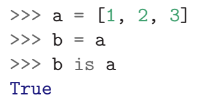 >>> a = [1, 2, 3]
>>> b = a
>>> b is a
True